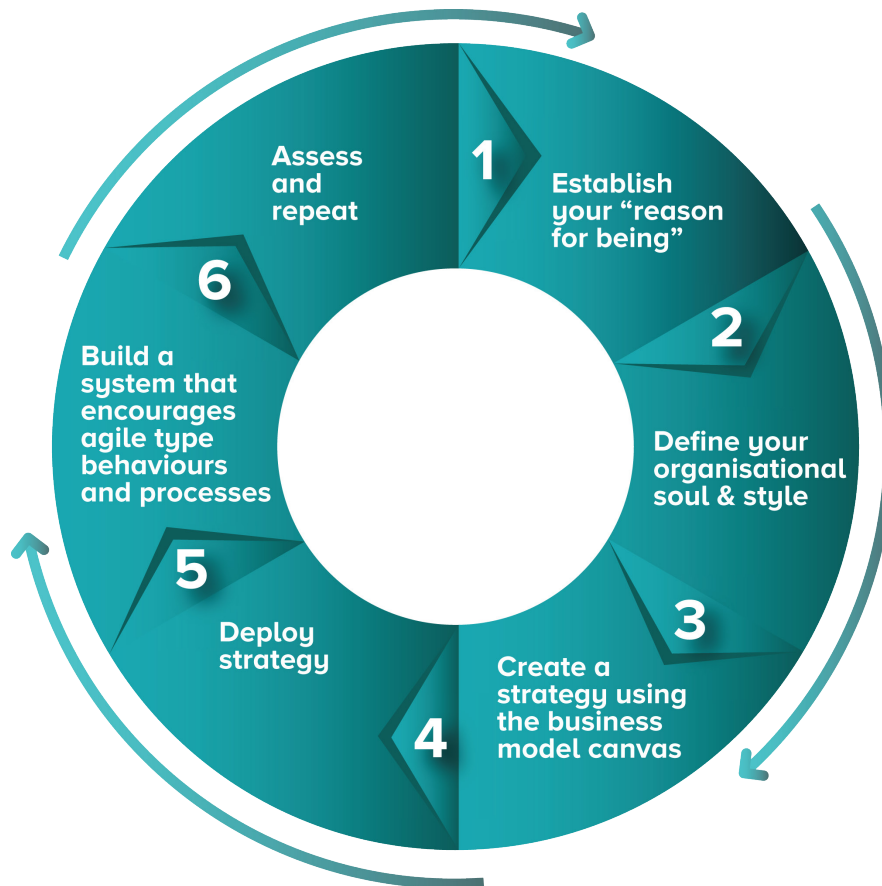 1
Establish
your “reason
for being”
2
Define your
organisational
soul & style
3
Create a
strategy using
the business
model canvas
4
Deploy
strategy
5
Build a
system that
encourages
agile type
behaviours
and processes
6
Assess
and
repeat